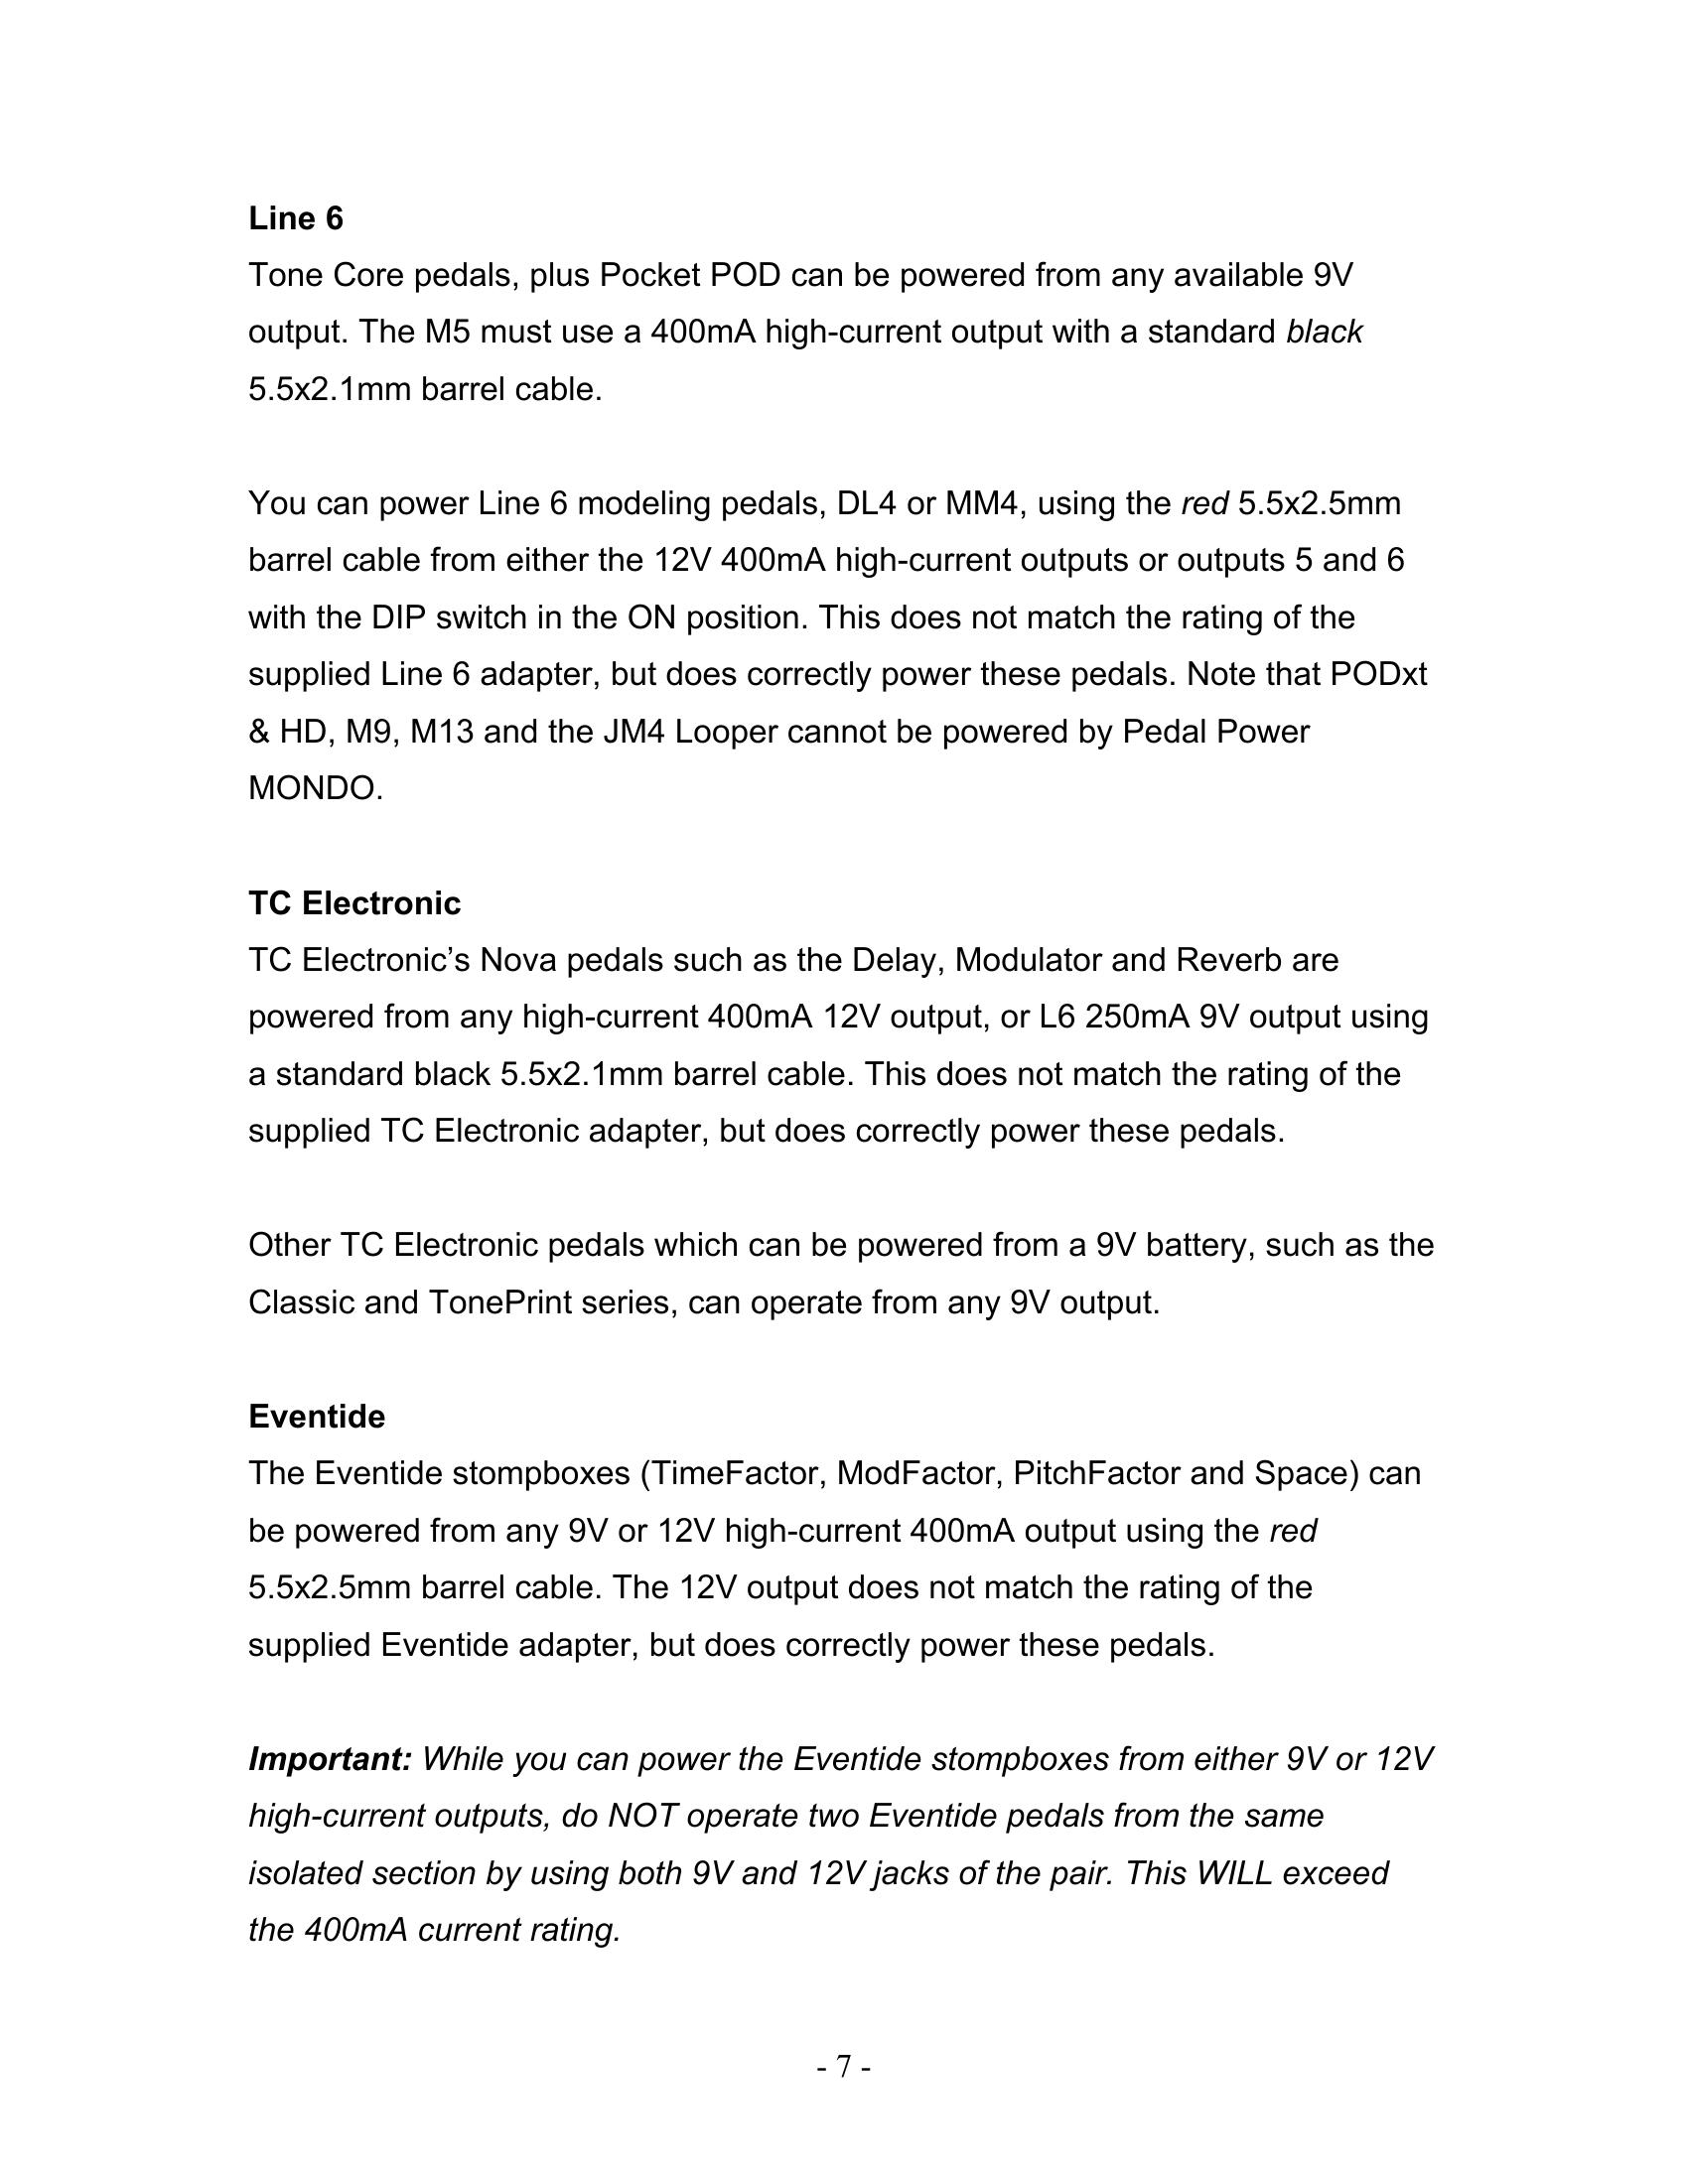 Line 6
Tone Core pedals, plus Pocket POD can be powered from any available 9V
output. The M5 must use a 400mA high-current output with a standard black
5.5x2.1mm barrel cable.
You can power Line 6 modeling pedals, DL4 or MM4, using the red 5.5x2.5mm
barrel cable from either the 12V 400mA high-current outputs or outputs 5 and 6
with the DIP switch in the ON position. This does not match the rating of the
supplied Line 6 adapter, but does correctly power these pedals. Note that PODxt
& HD, M9, M13 and the JM4 Looper cannot be powered by Pedal Power
MONDO.
TC Electronic
TC Electronic’s Nova pedals such as the Delay, Modulator and Reverb are
powered from any high-current 400mA 12V output, or L6 250mA 9V output using
a standard black 5.5x2.1mm barrel cable. This does not match the rating of the
supplied TC Electronic adapter, but does correctly power these pedals.
Other TC Electronic pedals which can be powered from a 9V battery, such as the
Classic and TonePrint series, can operate from any 9V output.
Eventide
The Eventide stompboxes (TimeFactor, ModFactor, PitchFactor and Space) can
be powered from any 9V or 12V high-current 400mA output using the red
5.5x2.5mm barrel cable. The 12V output does not match the rating of the
supplied Eventide adapter, but does correctly power these pedals.
Important: While you can power the Eventide stompboxes from either 9V or 12V
high-current outputs, do NOT operate two Eventide pedals from the same
isolated section by using both 9V and 12V jacks of the pair. This WILL exceed
the 400mA current rating.
- 7 -